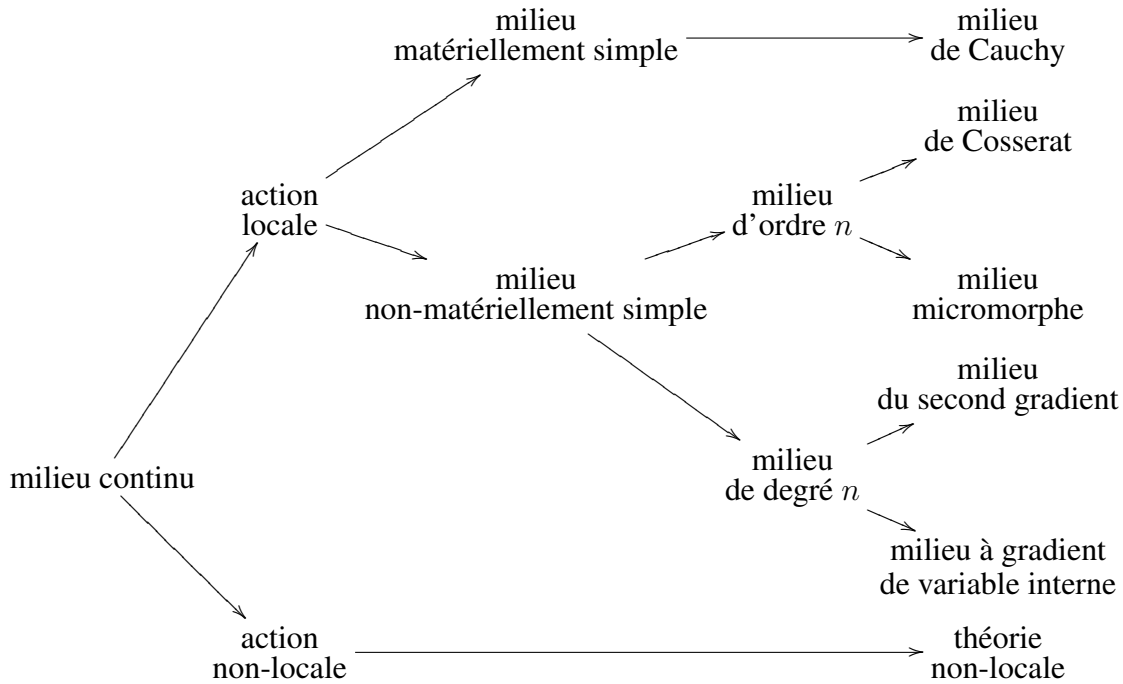 milieu
matériellement simple
milieu
de Cauchy
milieu
de Cosserat
action
locale
milieu
d'ordre n
milieu
non-matériellement simple
milieu
micromorphe
milieu
du second gradient
milieu continu
milieu
de degré n
milieu à gradient
de variable interne
action
non-locale
théorie
non-locale